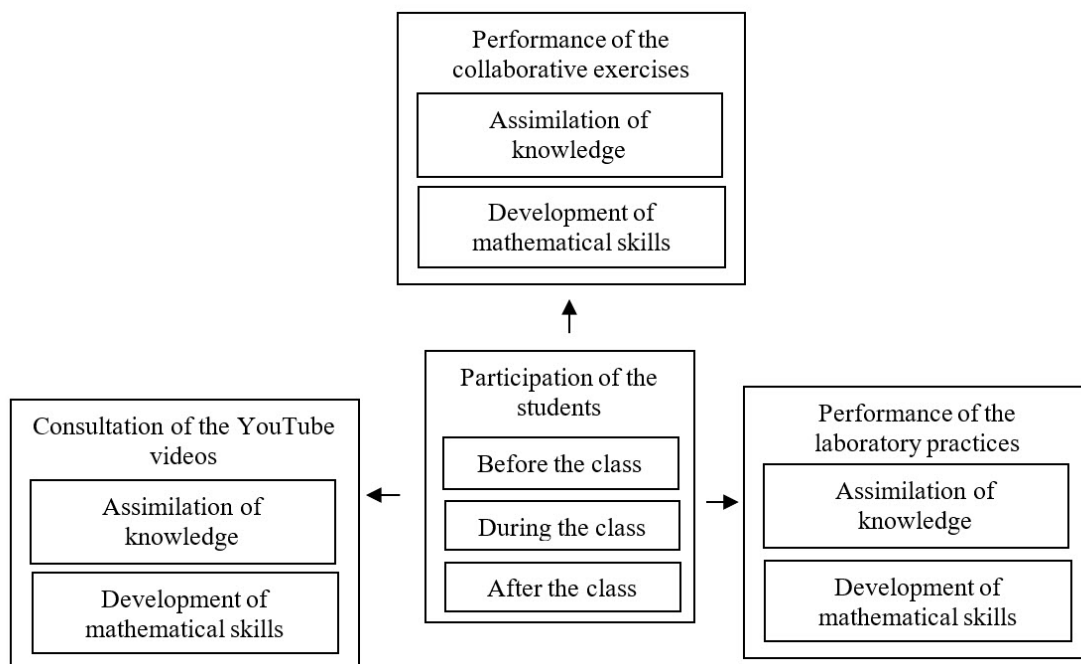 Performance of the
collaborative exercises
Assimilation of
knowledge
Development of
mathematical skills
Participation of the
students
Before the class
During the class
After the class
Consultation of the YouTube
videos
Assimilation of
knowledge
Development of
mathematical skills
Performance of the
laboratory practices
Assimilation of
knowledge
Development of
mathematical skills